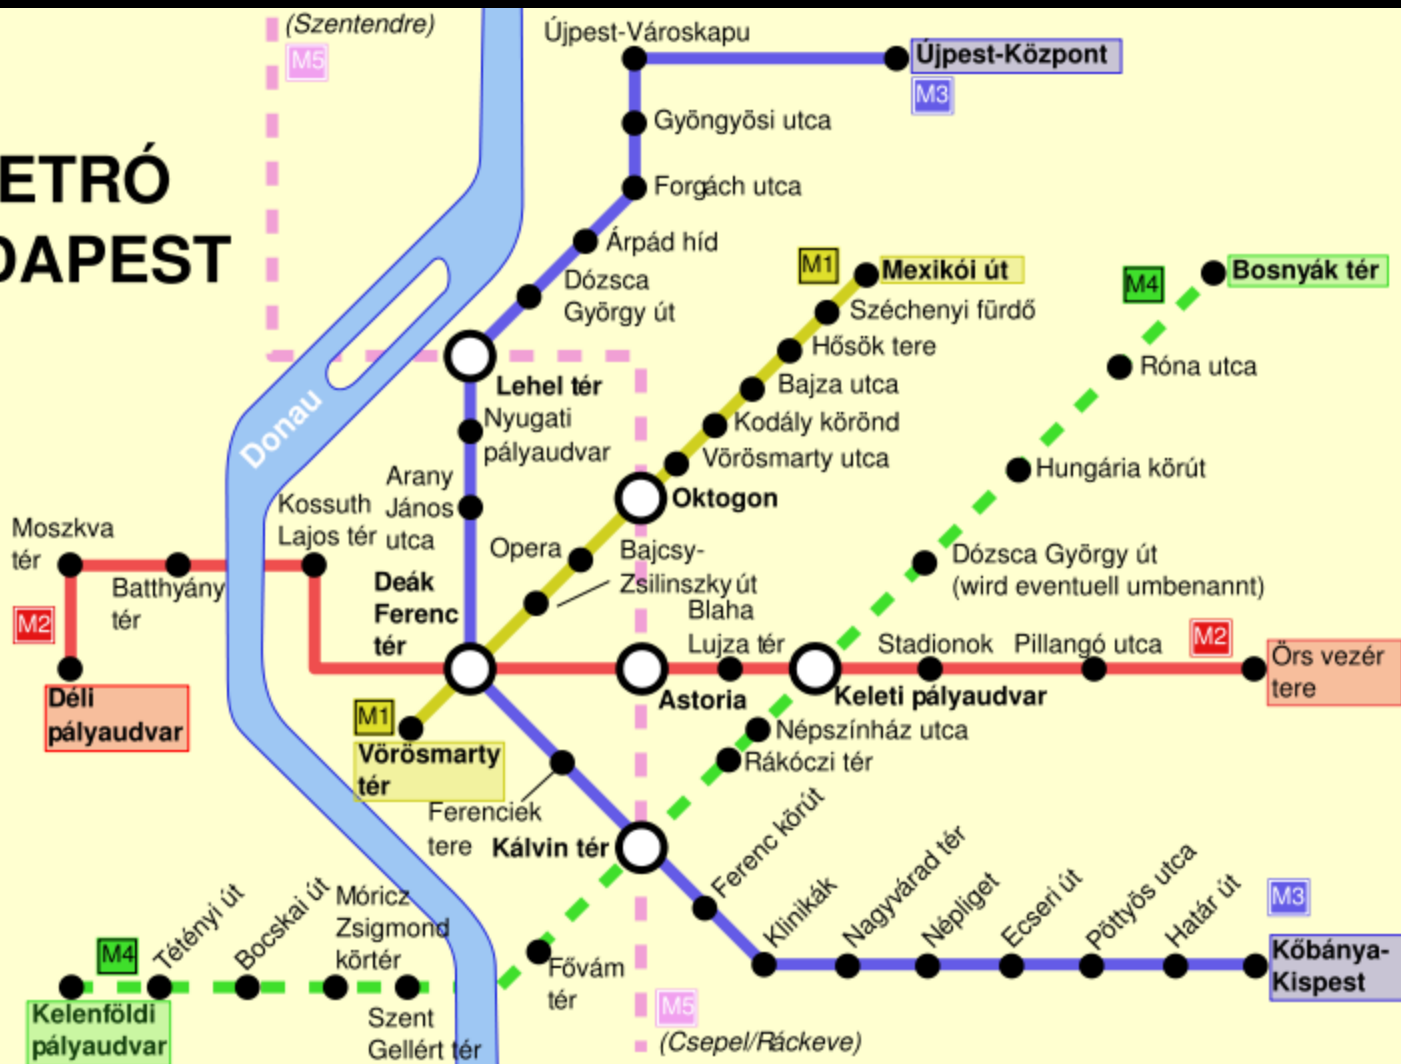 (Szentendre)
M5
Újpest-Városkapu
Újpest-Központ
M3
Gyöngyösi utca
ETRÓ
DAPEST
Forgách utca
Árpád híd
Dózsca
György út
M1
Mexikói út
Széchenyi fürdő
Hősök tere
Bajza utca
Kodály körönd
Vörösmarty utca
Oktogon
M4
Bosnyák tér
Róna utca
Hungária körút
Dózsca György út
(wird eventuell umbenannt)
Donau
Lehel tér
Nyugati
pályaudvar
Arany
János
utca
Kossuth
Lajos tér
Moszkva
tér
Batthyány
tér
M2
Déli
pályaudvar
Deák
Ferenc
tér
Opera
Bajcsy-
Zsilinszky út
Blaha
Lujza tér
Astoria
Keleti pályaudvar
Stadionok
Pillangó utca
M2
Örs vezér
tere
M1
Vörösmarty
tér
Népszínház utca
Rákóczi tér
Ferenciek
tere
Kálvin tér
Ferenc körút
Klinikák
Nagyvárad tér
Népliget
Ecseri út
Pöttyös utca
Határ út
M3
Kőbánya-
Kispest
M4
Kelenföldi
pályaudvar
Tétényi út
Bocskai út
Móricz
Zsigmond
körtér
Szent
Gellért tér
Fővám
tér
M5
(Csepel/Ráckeve)